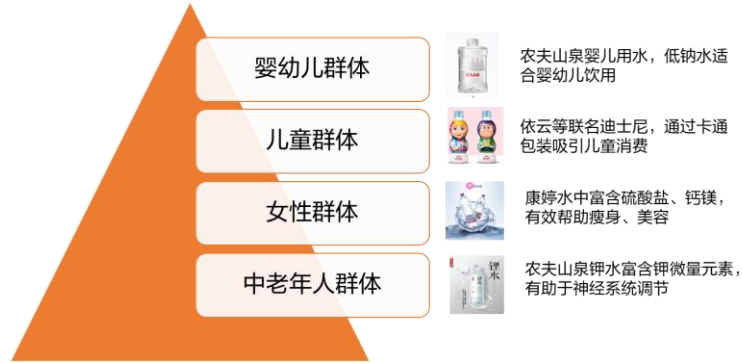 婴幼儿群体
农夫山泉婴儿用水，低钠水适
合婴幼儿饮用
儿童群体
依云等联名迪士尼，通过卡通
包装吸引儿童消费
女性群体
康婷水中富含硫酸盐、钙镁，
有效帮助瘦身、美容
中老年人群体
钾
水
农夫山泉钾水富含钾微量元素，
有助于神经系统调节